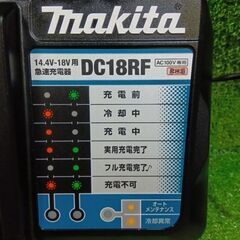 makita
14.4V-18V用
急速充電器 DC18RF AC100V専用
充電前
冷却中
充電中
実用充電完了
フル充電完了♪
充電不可
オート
メンテナンス
冷却異常